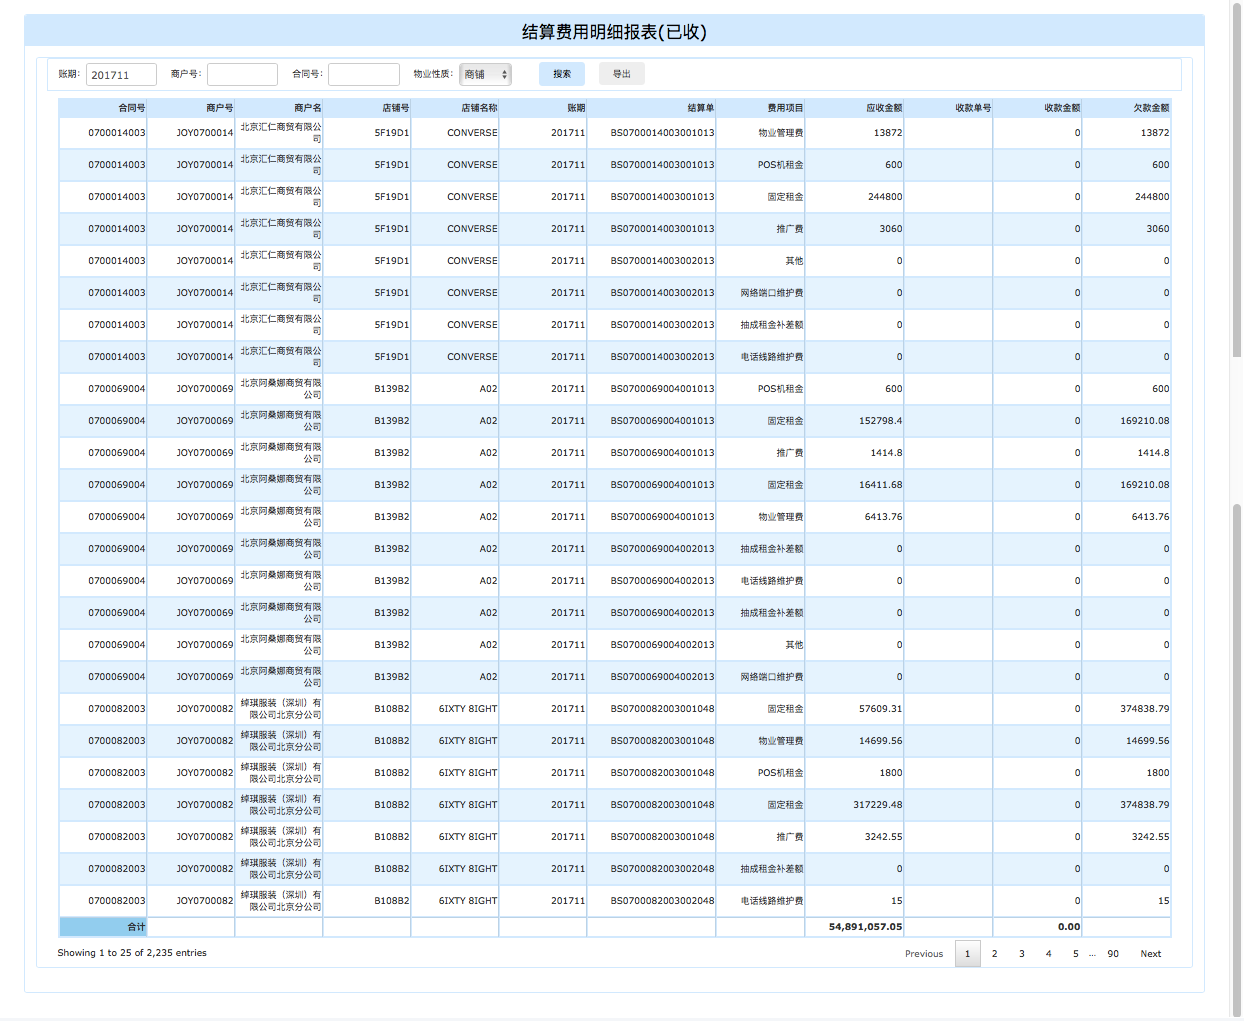 结算费用明细报表(已收)
账期: 201711 商户号: 合同号: 物业性质: 商铺 搜索 导出
合同号 商户号 商户名 店铺号 店铺名称 账期 结算单 费用项目 应收金额 收款单号 收款金额 欠款金额
0700014003 JOY0700014 北京汇仁商贸有限公司 5F19D1 CONVERSE 201711 BS0700014003001013 物业管理费 13872 0 13872
0700014003 JOY0700014 北京汇仁商贸有限公司 5F19D1 CONVERSE 201711 BS0700014003001013 POS机租金 600 0 600
0700014003 JOY0700014 北京汇仁商贸有限公司 5F19D1 CONVERSE 201711 BS0700014003001013 固定租金 244800 0 244800
0700014003 JOY0700014 北京汇仁商贸有限公司 5F19D1 CONVERSE 201711 BS0700014003001013 推广费 3060 0 3060
0700014003 JOY0700014 北京汇仁商贸有限公司 5F19D1 CONVERSE 201711 BS0700014003002013 其他 0 0 0
0700014003 JOY0700014 北京汇仁商贸有限公司 5F19D1 CONVERSE 201711 BS0700014003002013 网络端口维护费 0 0 0
0700014003 JOY0700014 北京汇仁商贸有限公司 5F19D1 CONVERSE 201711 BS0700014003002013 抽成租金补差额 0 0 0
0700014003 JOY0700014 北京汇仁商贸有限公司 5F19D1 CONVERSE 201711 BS0700014003002013 电话线路维护费 0 0 0
0700069004 JOY0700069 北京阿桑娜商贸有限公司 B139B2 A02 201711 BS0700069004001013 POS机租金 600 0 600
0700069004 JOY0700069 北京阿桑娜商贸有限公司 B139B2 A02 201711 BS0700069004001013 固定租金 152798.4 0 169210.08
0700069004 JOY0700069 北京阿桑娜商贸有限公司 B139B2 A02 201711 BS0700069004001013 推广费 1414.8 0 1414.8
0700069004 JOY0700069 北京阿桑娜商贸有限公司 B139B2 A02 201711 BS0700069004001013 固定租金 16411.68 0 169210.08
0700069004 JOY0700069 北京阿桑娜商贸有限公司 B139B2 A02 201711 BS0700069004001013 物业管理费 6413.76 0 6413.76
0700069004 JOY0700069 北京阿桑娜商贸有限公司 B139B2 A02 201711 BS0700069004002013 抽成租金补差额 0 0 0
0700069004 JOY0700069 北京阿桑娜商贸有限公司 B139B2 A02 201711 BS0700069004002013 电话线路维护费 0 0 0
0700069004 JOY0700069 北京阿桑娜商贸有限公司 B139B2 A02 201711 BS0700069004002013 抽成租金补差额 0 0 0
0700069004 JOY0700069 北京阿桑娜商贸有限公司 B139B2 A02 201711 BS0700069004002013 其他 0 0 0
0700069004 JOY0700069 北京阿桑娜商贸有限公司 B139B2 A02 201711 BS0700069004002013 网络端口维护费 0 0 0
0700082003 JOY0700082 绰琪服装（深圳）有限公司北京分公司 B108B2 6IXTY 8IGHT 201711 BS0700082003001048 固定租金 57609.31 0 374838.79
0700082003 JOY0700082 绰琪服装（深圳）有限公司北京分公司 B108B2 6IXTY 8IGHT 201711 BS0700082003001048 物业管理费 14699.56 0 14699.56
0700082003 JOY0700082 绰琪服装（深圳）有限公司北京分公司 B108B2 6IXTY 8IGHT 201711 BS0700082003001048 POS机租金 1800 0 1800
0700082003 JOY0700082 绰琪服装（深圳）有限公司北京分公司 B108B2 6IXTY 8IGHT 201711 BS0700082003001048 固定租金 317229.48 0 374838.79
0700082003 JOY0700082 绰琪服装（深圳）有限公司北京分公司 B108B2 6IXTY 8IGHT 201711 BS0700082003001048 推广费 3242.55 0 3242.55
0700082003 JOY0700082 绰琪服装（深圳）有限公司北京分公司 B108B2 6IXTY 8IGHT 201711 BS0700082003002048 抽成租金补差额 0 0 0
0700082003 JOY0700082 绰琪服装（深圳）有限公司北京分公司 B108B2 6IXTY 8IGHT 201711 BS0700082003002048 电话线路维护费 15 0 15
合计 54,891,057.05 0.00
Showing 1 to 25 of 2,235 entries Previous 1 2 3 4 5 … 90 Next